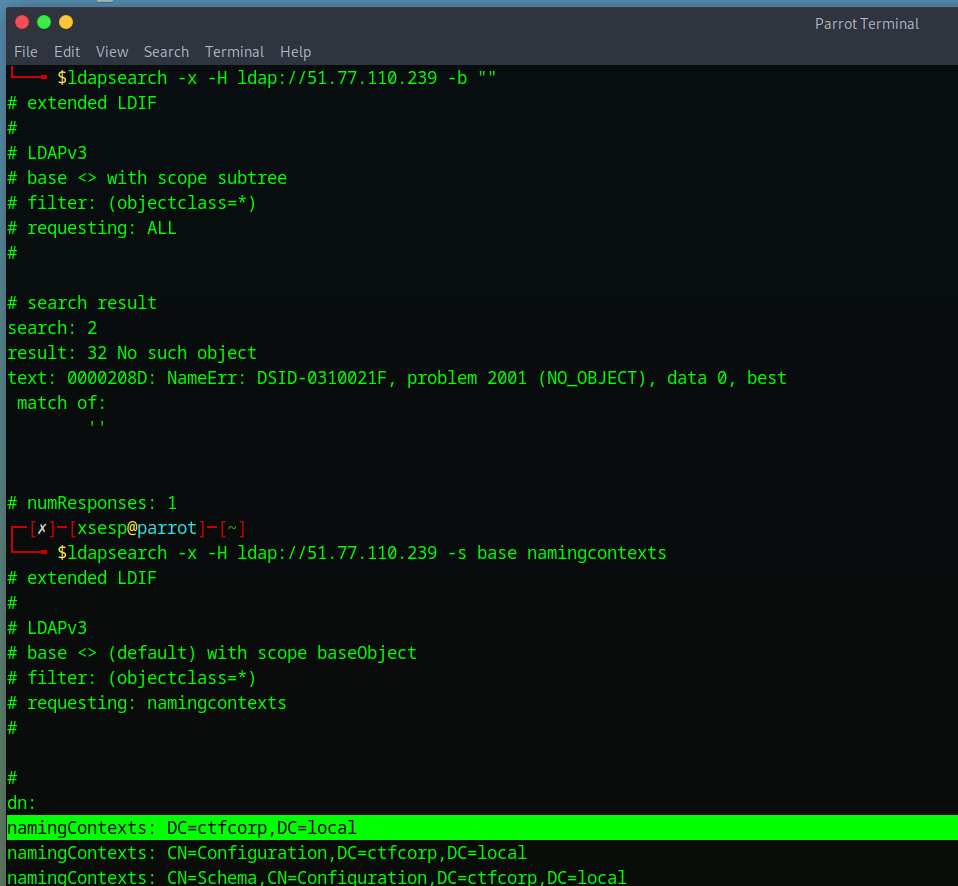 Parrot Terminal
File Edit View Search Terminal Help
$ldapsearch -x -H ldap://51.77.110.239 -b ""
# extended LDIF
#
# LDAPv3
# base <> with scope subtree
# filter: (objectclass=*)
# requesting: ALL
#
# search result
search: 2
result: 32 No such object
text: 0000208D: NameErr: DSID-0310021F, problem 2001 (NO_OBJECT), data 0, best
match of:
''
# numResponses: 1
[✗]─[xsesp@parrot]─[~]
$ldapsearch -x -H ldap://51.77.110.239 -s base namingcontexts
# extended LDIF
#
# LDAPv3
# base <> (default) with scope baseObject
# filter: (objectclass=*)
# requesting: namingcontexts
#
#
dn:
namingContexts: DC=ctfcorp,DC=local
namingContexts: CN=Configuration,DC=ctfcorp,DC=local
namingContexts: CN=Schema,CN=Configuration,DC=ctfcorp,DC=local